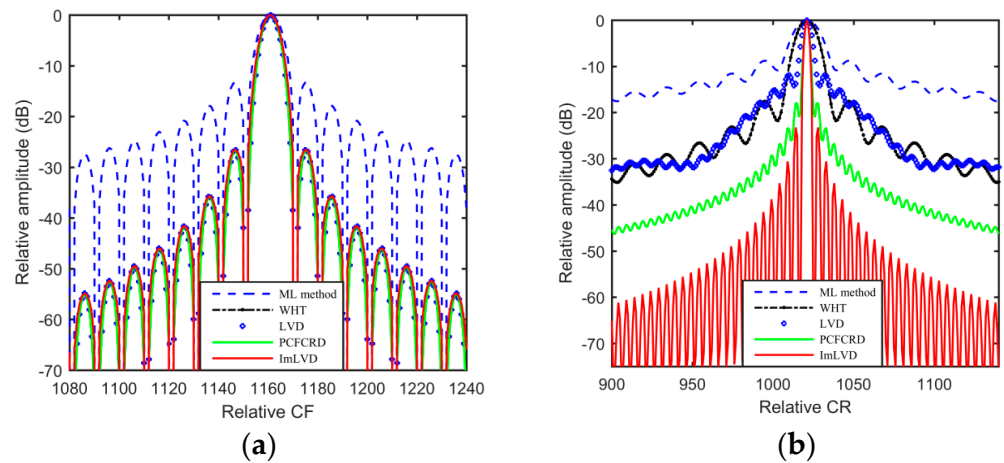 0
-10
-20
-30
-40
-50
-60
-70
Relative amplitude (dB)
1080 1100 1120 1140 1160 1180 1200 1220 1240
Relative CF
ML method
WHT
LVD
PCFCRD
ImLVD
(a)
0
-10
-20
-30
-40
-50
-60
-70
Relative amplitude (dB)
900 950 1000 1050 1100
Relative CR
ML method
WHT
LVD
PCFCRD
ImLVD
(b)